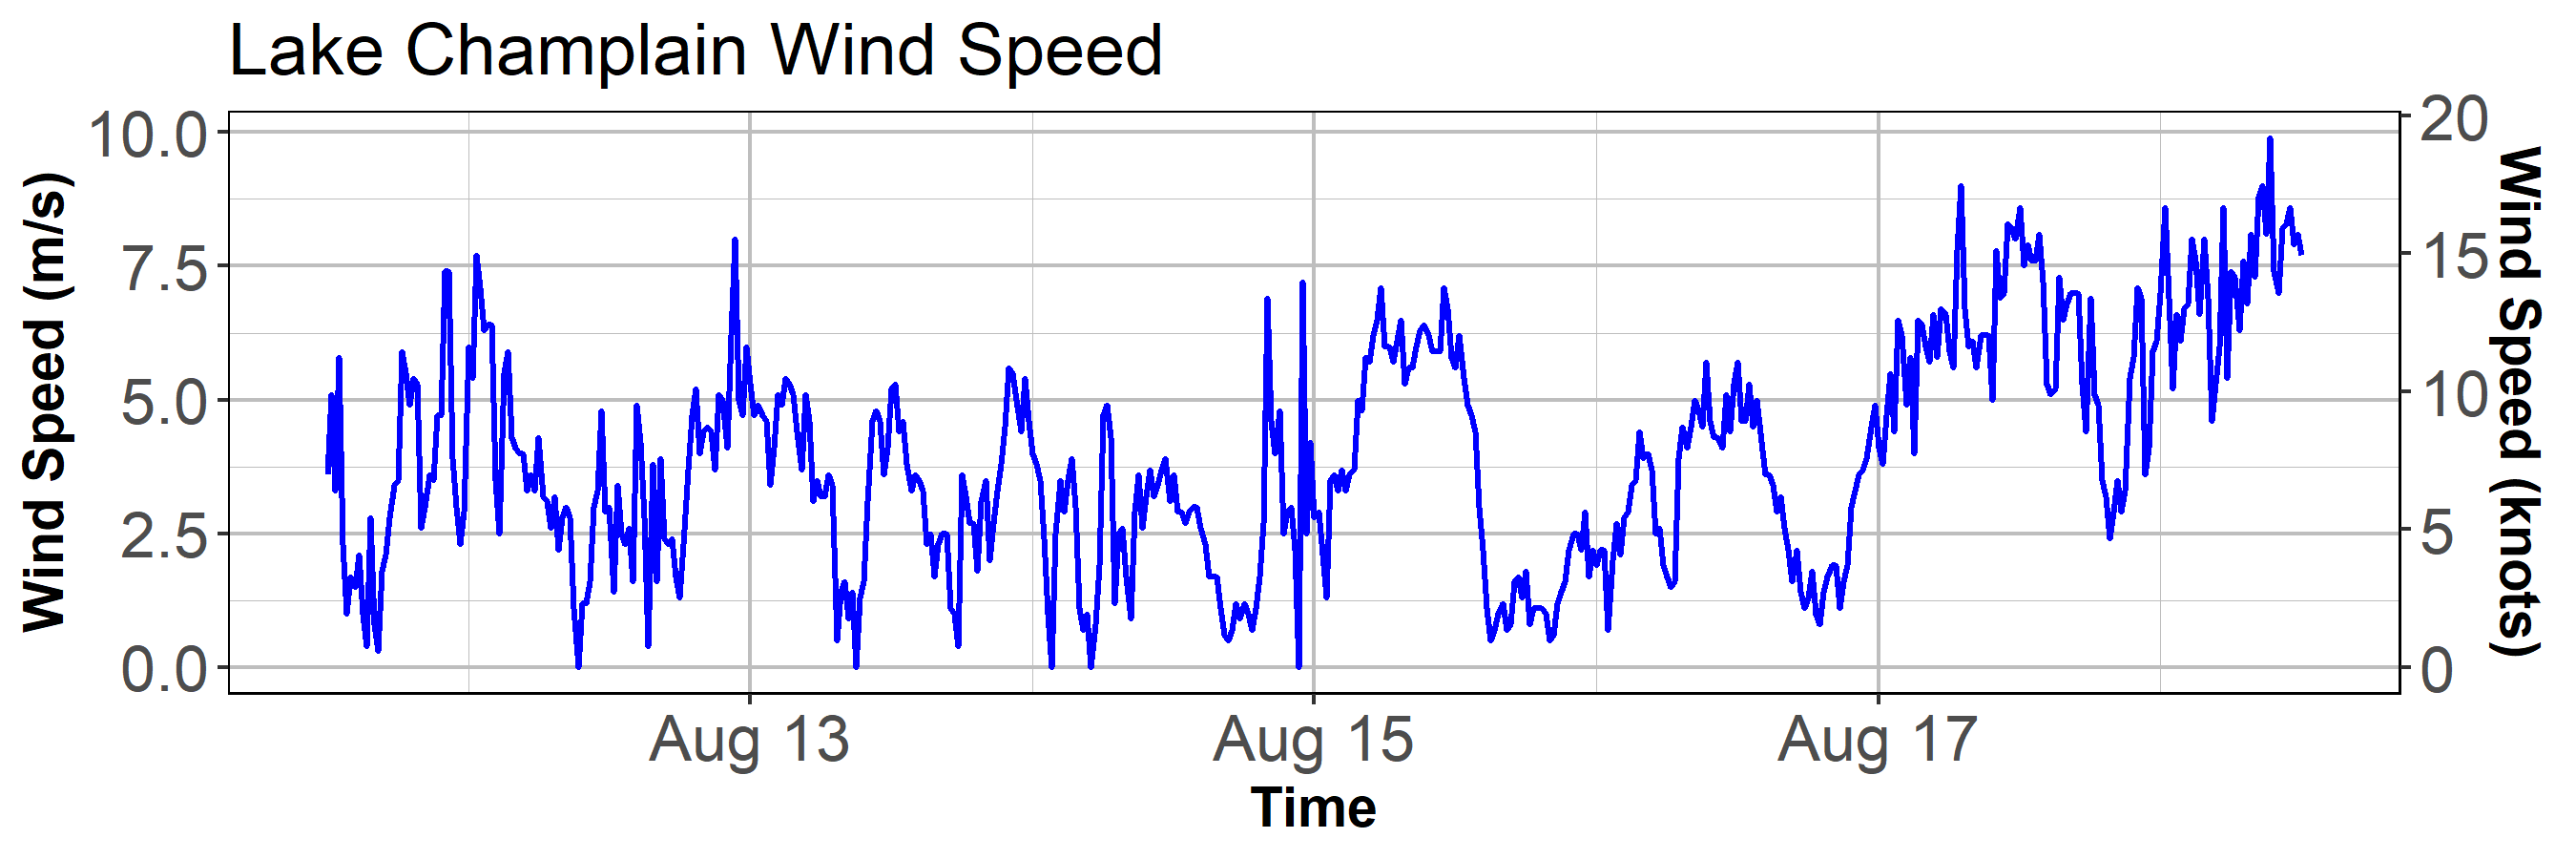 Lake Champlain Wind Speed
Wind Speed (m/s)
10.0
7.5
5.0
2.5
0.0
20
15
10
5
0
Wind Speed (knots)
Aug 13
Aug 15
Aug 17
Time